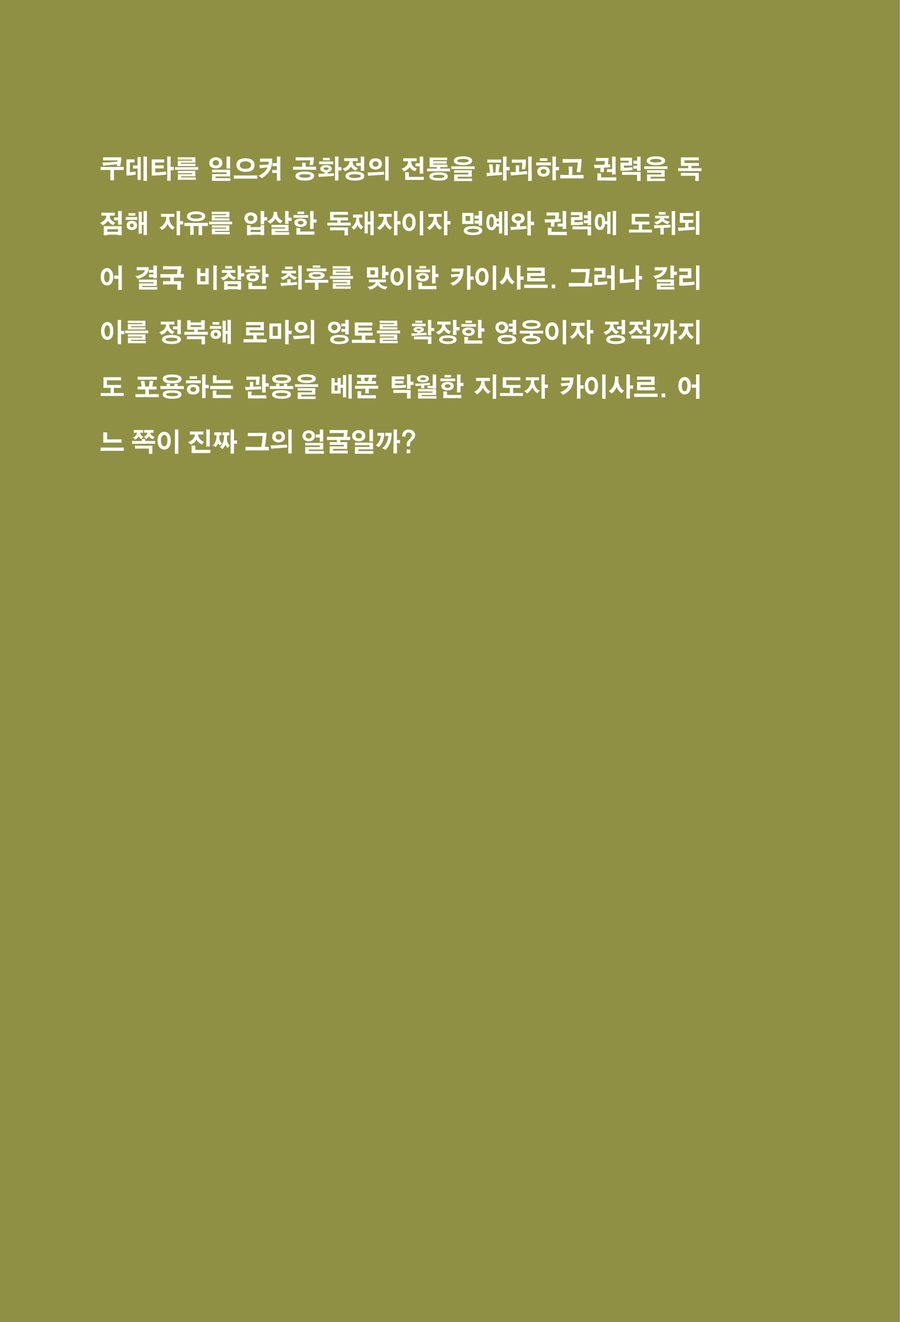 쿠데타를 일으켜 공화정의 전통을 파괴하고 권력을 독
점해 자유를 압살한 독재자이자 명예와 권력에 도취되
어 결국 비참한 최후를 맞이한 카이사르. 그러나 갈리
아를 정복해 로마의 영토를 확장한 영웅이자 정적까지
도 포용하는 관용을 베푼 탁월한 지도자 카이사르. 어
느 쪽이 진짜 그의 얼굴일까?